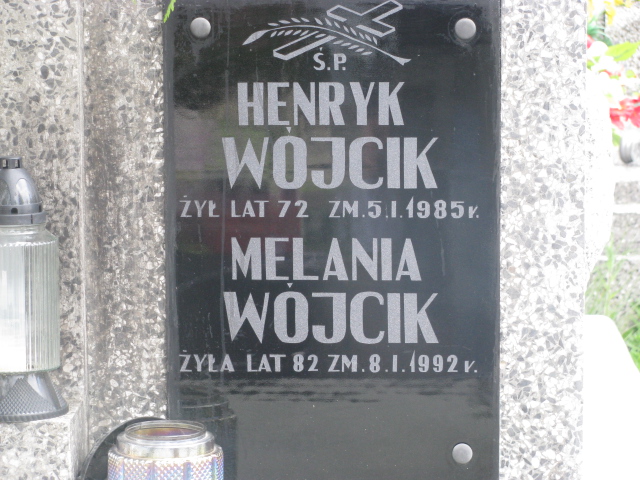 Ś.P.
HENRYK
WÓJCIK
ŻYŁ LAT 72 ZM. 5.I.1985 r.
MELANIA
WÓJCIK
ŻYŁA LAT 82 ZM. 8.I.1992 r.